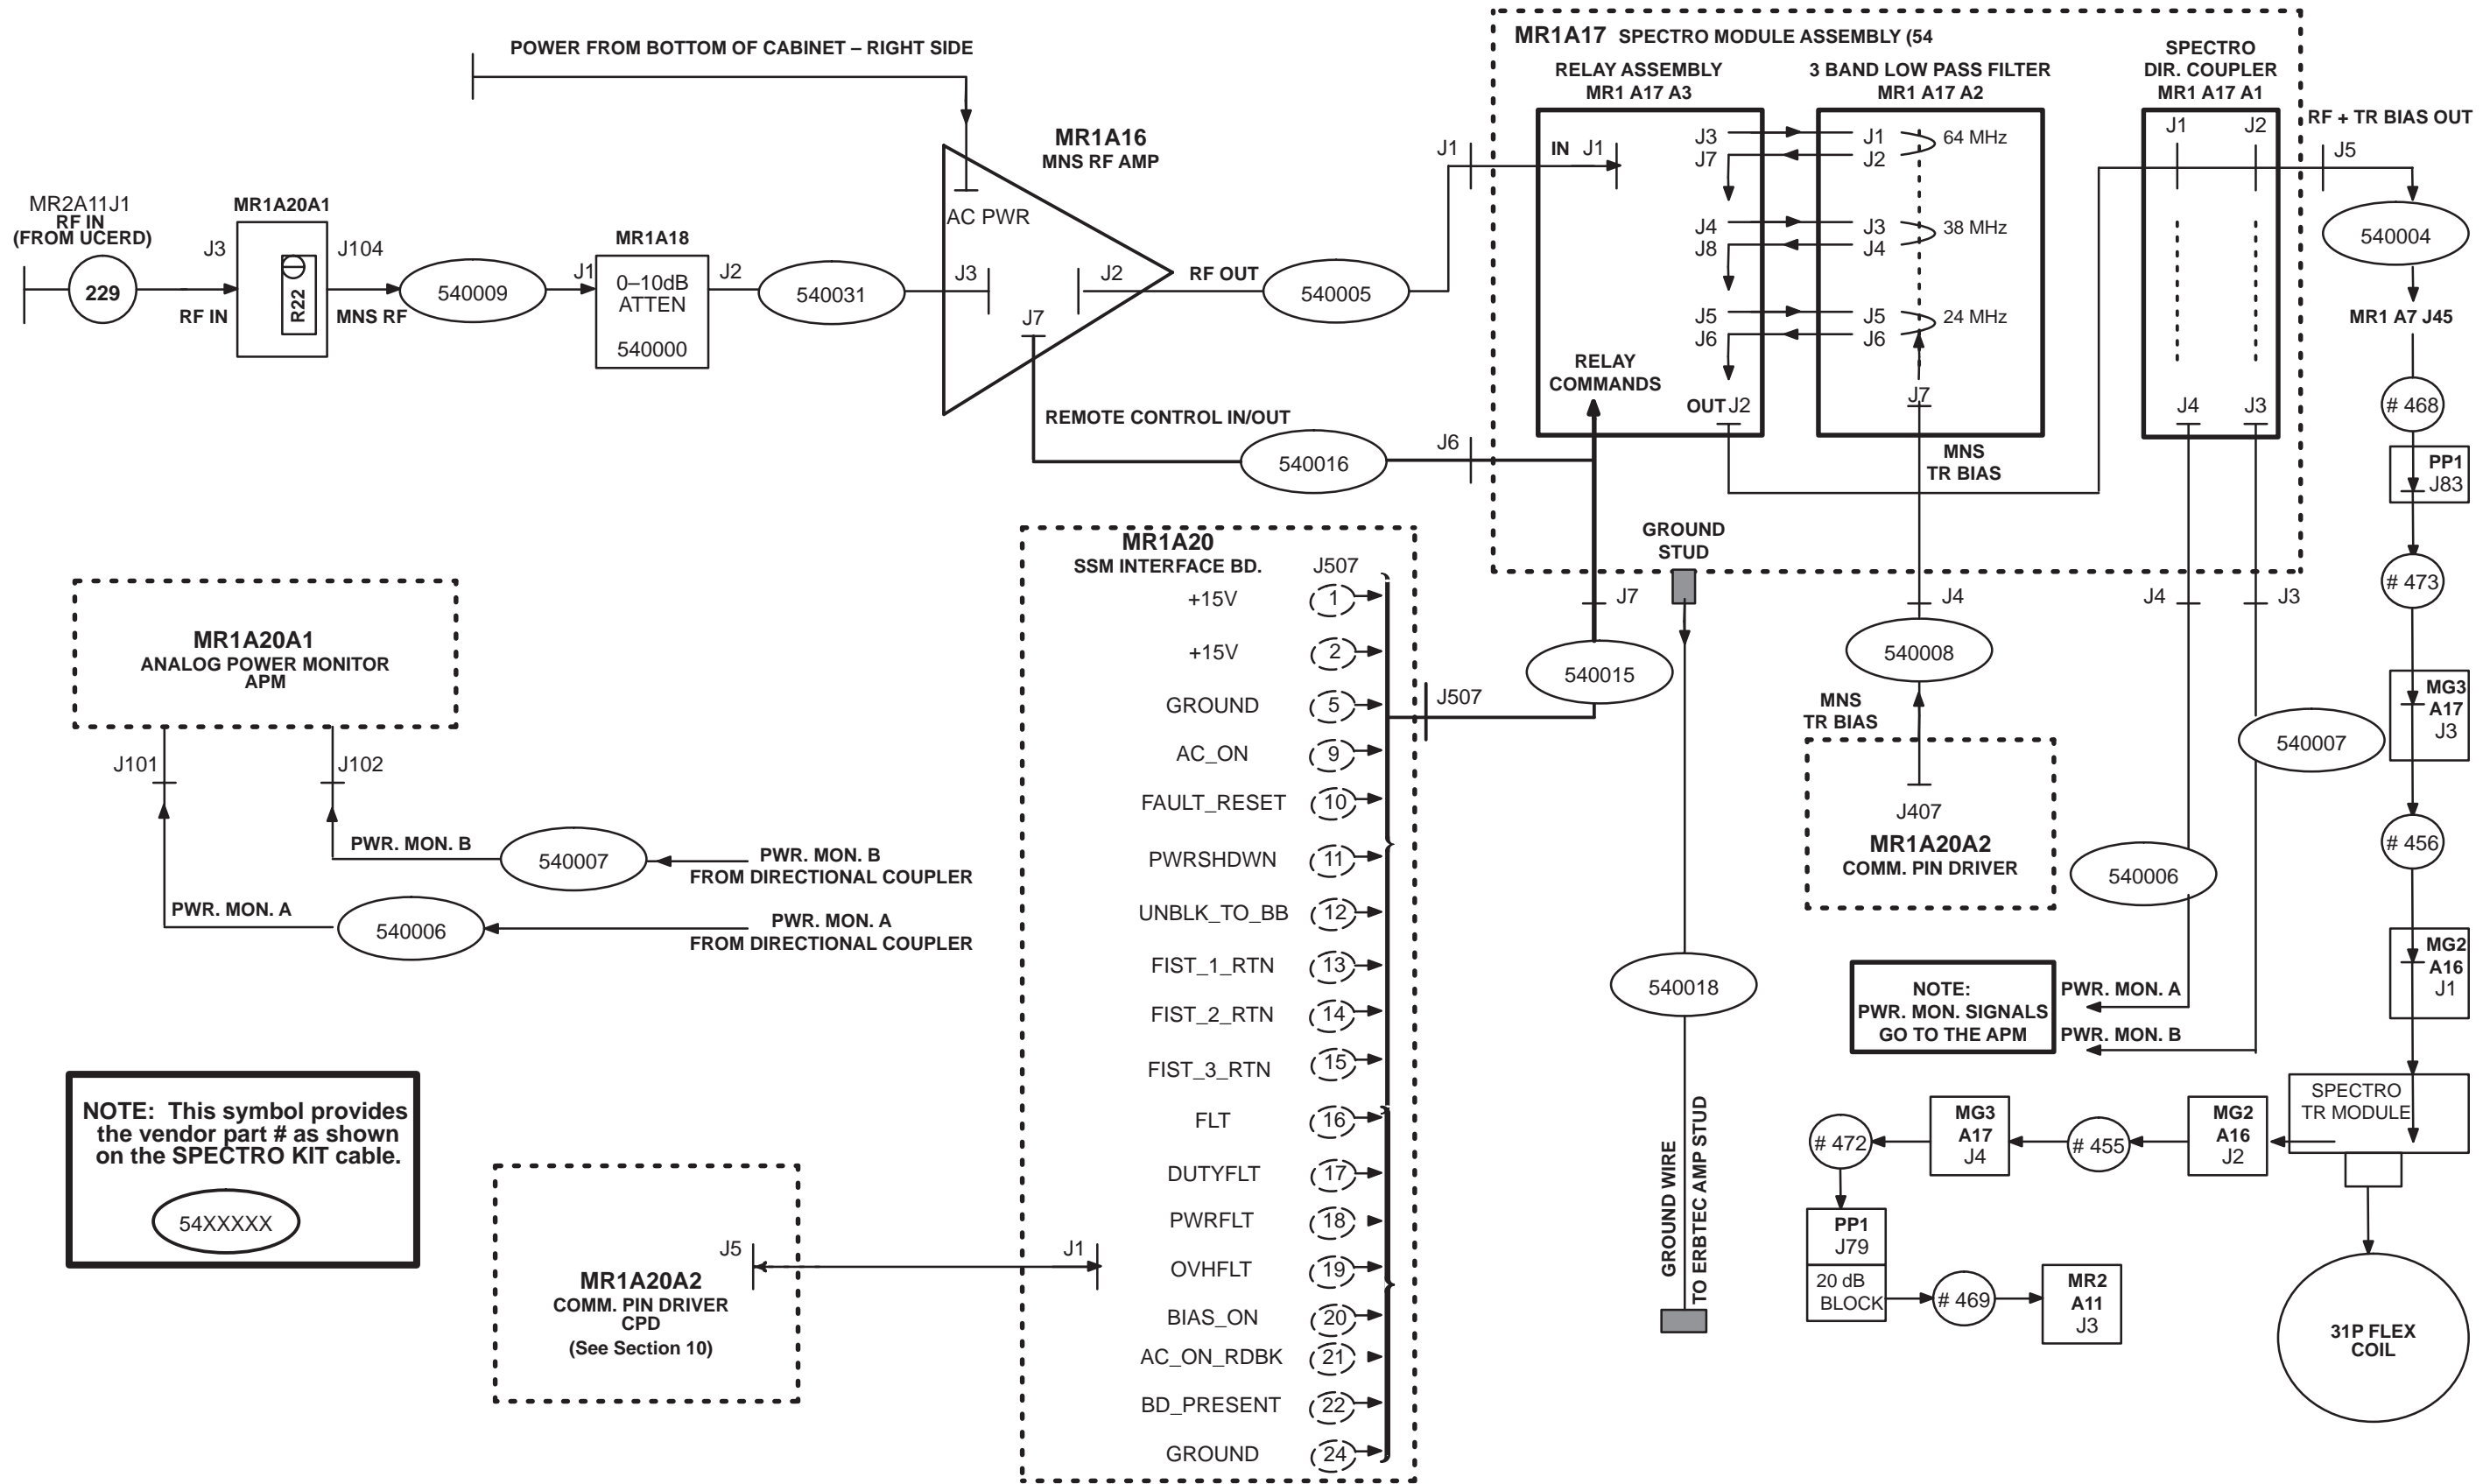 POWER FROM BOTTOM OF CABINET – RIGHT SIDE
MR2A11J1
RF IN
(FROM UCERD)
229
RF IN
J3
MR1A20A1
R22
J104
MNS RF
540009
J1
MR1A18
0–10dB
ATTEN
540000
J2
540031
MR1A16
MNS RF AMP
AC PWR
J3
J2
J7
RF OUT
540005
J1
REMOTE CONTROL IN/OUT
540016
J6
MR1A17 SPECTRO MODULE ASSEMBLY (54
RELAY ASSEMBLY
MR1 A17 A3
IN J1
J3
J7
J4
J8
J5
J6
RELAY
COMMANDS
OUT J2
3 BAND LOW PASS FILTER
MR1 A17 A2
J1
J2
64 MHz
J3
J4
38 MHz
J5
J6
24 MHz
J7
MNS
TR BIAS
SPECTRO
DIR. COUPLER
MR1 A17 A1
J1
J2
J4
J3
RF + TR BIAS OUT
J5
540004
MR1 A7 J45
# 468
PP1
J83
# 473
MG3
A17
J3
# 456
MG2
A16
J1
SPECTRO
TR MODULE
31P FLEX
COIL
MG2
A16
J2
# 455
MG3
A17
J4
# 472
PP1
J79
20 dB
BLOCK
# 469
MR2
A11
J3
GROUND
STUD
J7
540015
J507
J4
540008
MNS
TR BIAS
J407
MR1A20A2
COMM. PIN DRIVER
J4
J3
540007
540006
NOTE:
PWR. MON. SIGNALS
GO TO THE APM
PWR. MON. A
PWR. MON. B
540018
GROUND WIRE
TO ERBTEC AMP STUD
MR1A20
SSM INTERFACE BD.
J507
+15V 1
+15V 2
GROUND 5
AC_ON 9
FAULT_RESET 10
PWRSHDWN 11
UNBLK_TO_BB 12
FIST_1_RTN 13
FIST_2_RTN 14
FIST_3_RTN 15
FLT 16
DUTYFLT 17
PWRFLT 18
OVHFLT 19
BIAS_ON 20
AC_ON_RDBK 21
BD_PRESENT 22
GROUND 24
J1
MR1A20A1
ANALOG POWER MONITOR
APM
J101
J102
PWR. MON. B
540007
PWR. MON. B
FROM DIRECTIONAL COUPLER
PWR. MON. A
540006
PWR. MON. A
FROM DIRECTIONAL COUPLER
NOTE: This symbol provides
the vendor part # as shown
on the SPECTRO KIT cable.
54XXXXX
J5
MR1A20A2
COMM. PIN DRIVER
CPD
(See Section 10)